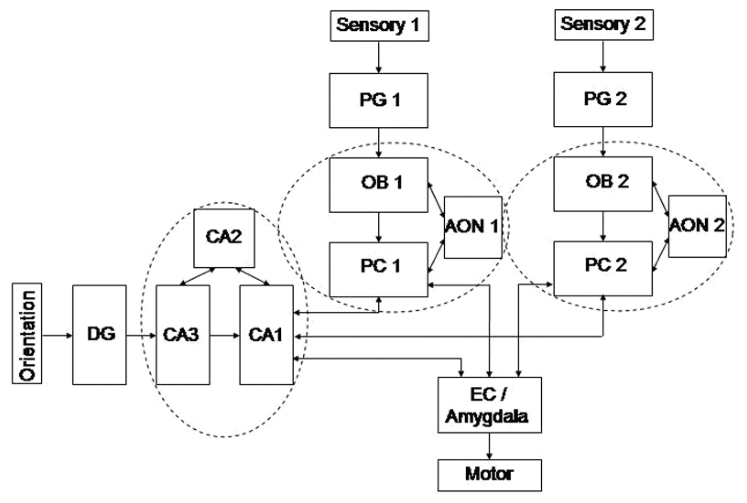 Sensory 1
Sensory 2
PG 1
PG 2
OB 1
OB 2
AON 1
AON 2
CA2
PC 1
PC 2
Orientation
DG
CA3
CA1
EC /
Amygdala
Motor